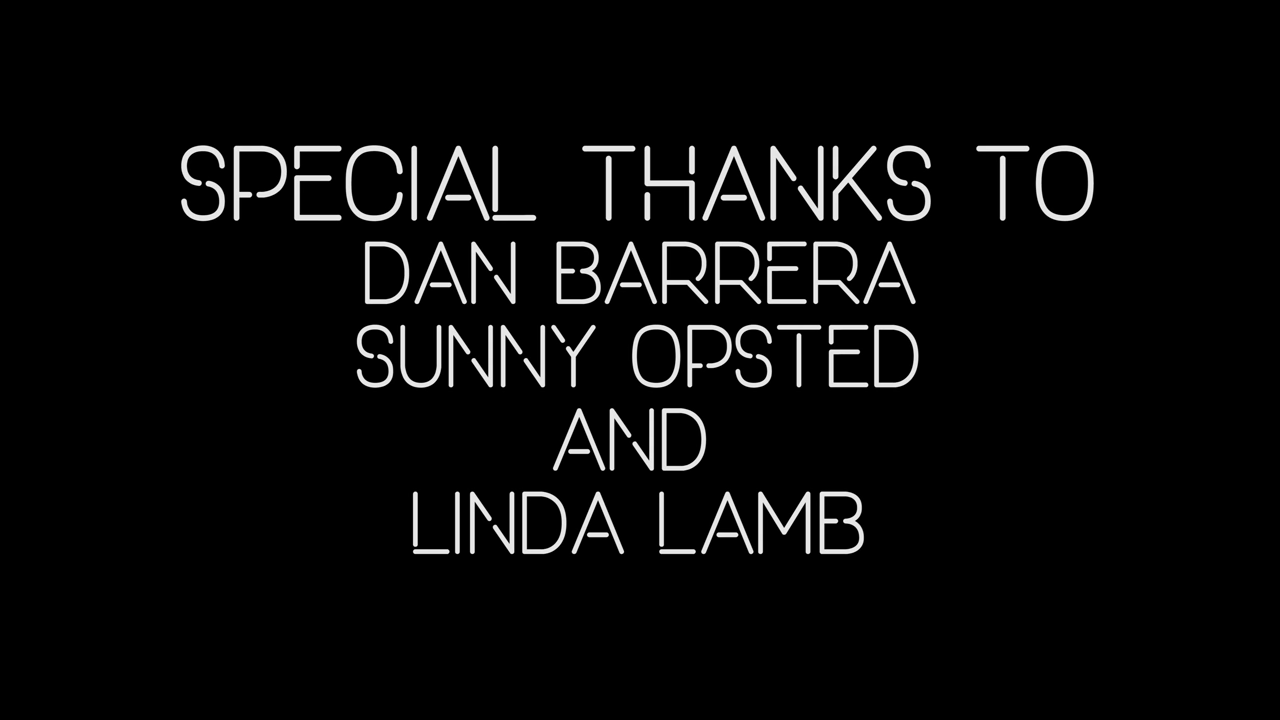 SPECIAL THANKS TO
DAN BARRERA
SUNNY OPSTED
AND
LINDA LAMB